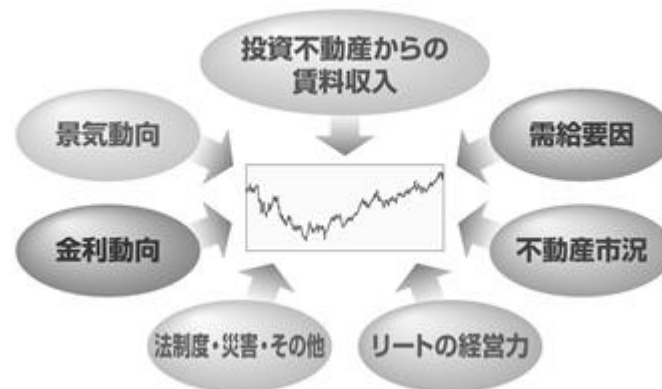 投資不動産からの
賃料収入
景気動向
需給要因
金利動向
不動産市況
法制度・災害・その他
リートの経営力